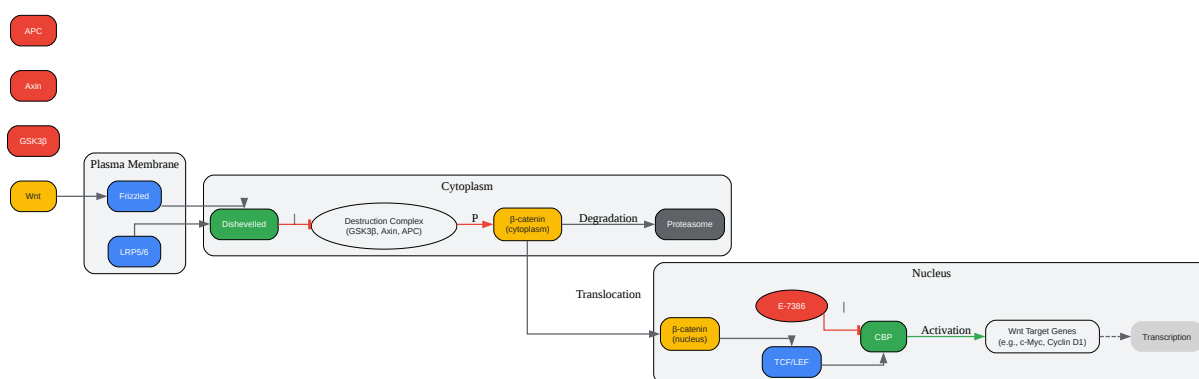 APC
Axin
GSK3β
Wnt
Plasma Membrane
Frizzled
LRP5/6
Cytoplasm
Dishevelled
|
Destruction Complex
(GSK3β, Axin, APC)
P
β-catenin
(cytoplasm)
Degradation
Proteasome
Translocation
Nucleus
β-catenin
(nucleus)
E-7386
|
TCF/LEF
CBP
Activation
Wnt Target Genes
(e.g., c-Myc, Cyclin D1)
Transcription